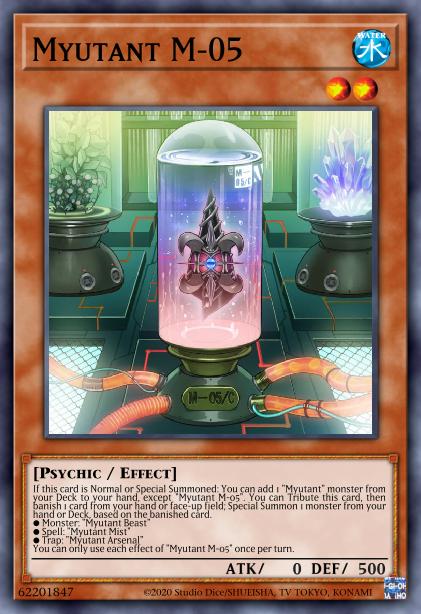 Myutant M-05
WATER
水
M-
05/C
M-05/C
[Psychic / Effect]
If this card is Normal or Special Summoned: You can add 1 "Myutant" monster from
your Deck to your hand, except "Myutant M-05". You can Tribute this card, then
banish 1 card from your hand or face-up field; Special Summon 1 monster from your
hand or Deck, based on the banished card.
● Monster: "Myutant Beast"
● Spell: "Myutant Mist"
● Trap: "Myutant Arsenal"
You can only use each effect of "Myutant M-05" once per turn.
ATK/ 0 DEF/ 500
62201847 ©2020 Studio Dice/SHUEISHA, TV TOKYO, KONAMI